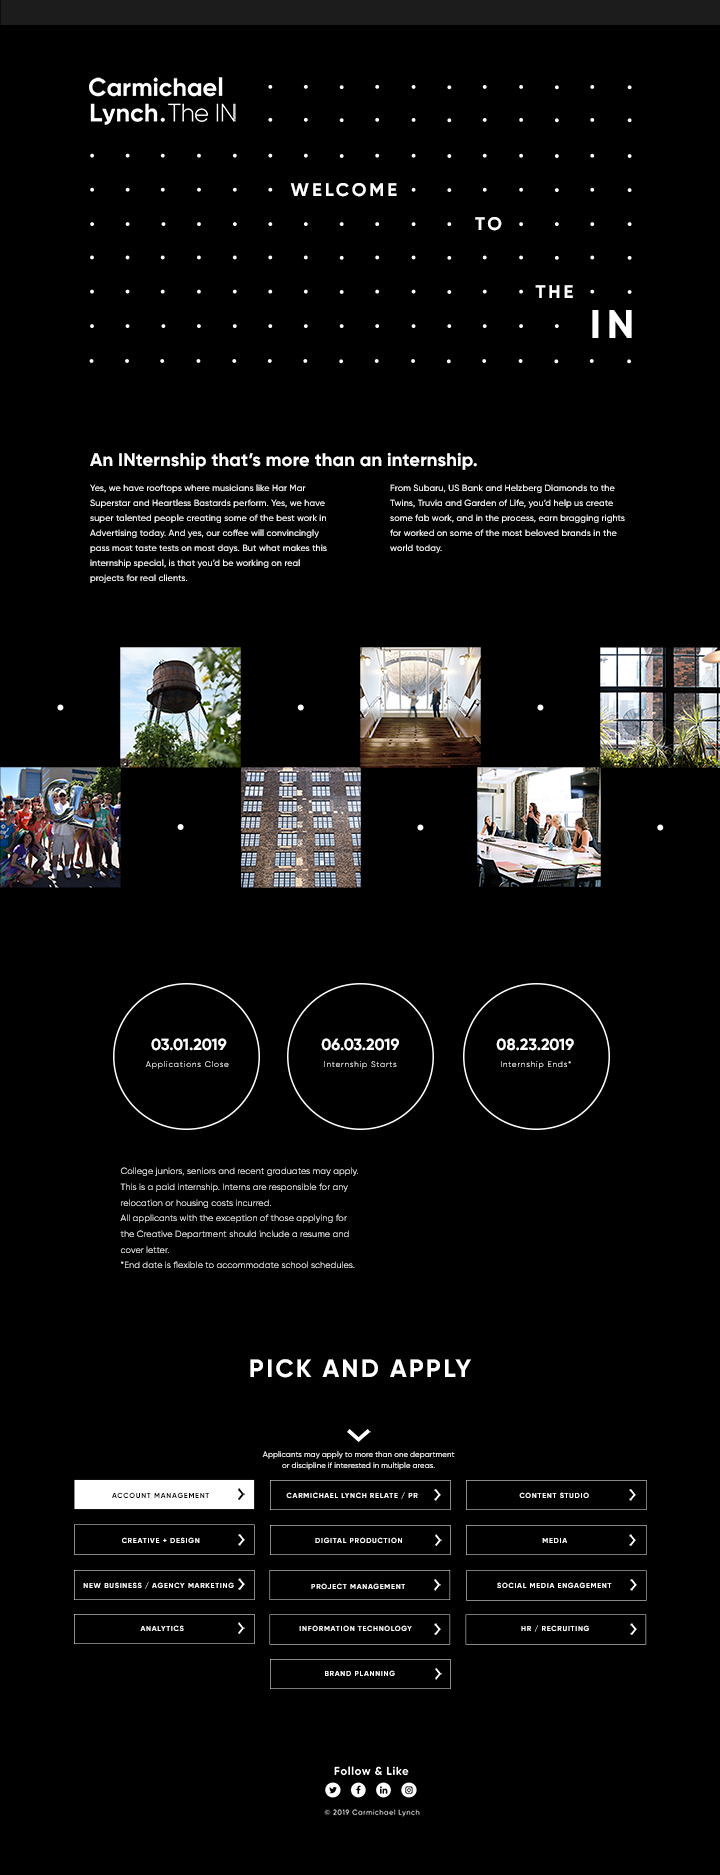 Carmichael
Lynch.The IN
WELCOME
TO
THE
IN
An INternship that's more than an internship.
Yes, we have rooftops where musicians like Har Mar
Superstar and Heartless Bastards perform. Yes, we have
super talented people creating some of the best work in
Advertising today. And yes, our coffee will convincingly
pass most taste tests on most days. But what makes this
internship special, is that you'd be working on real
projects for real clients.
From Subaru, US Bank and Helzberg Diamonds to the
Twins, Truvia and Garden of Life, you'd help us create
some fab work, and in the process, earn bragging rights
for worked on some of the most beloved brands in the
world today.
03.01.2019
Applications Close
06.03.2019
Internship Starts
08.23.2019
Internship Ends*
College juniors, seniors and recent graduates may apply.
This is a paid internship. Interns are responsible for any
relocation or housing costs incurred.
All applicants with the exception of those applying for
the Creative Department should include a resume and
cover letter.
*End date is flexible to accommodate school schedules.
PICK AND APPLY
Applicants may apply to more than one department
or discipline if interested in multiple areas.
ACCOUNT MANAGEMENT
CARMICHAEL LYNCH RELATE / PR
CONTENT STUDIO
CREATIVE + DESIGN
DIGITAL PRODUCTION
MEDIA
NEW BUSINESS / AGENCY MARKETING
PROJECT MANAGEMENT
SOCIAL MEDIA ENGAGEMENT
ANALYTICS
INFORMATION TECHNOLOGY
HR / RECRUITING
BRAND PLANNING
Follow & Like
© 2019 Carmichael Lynch